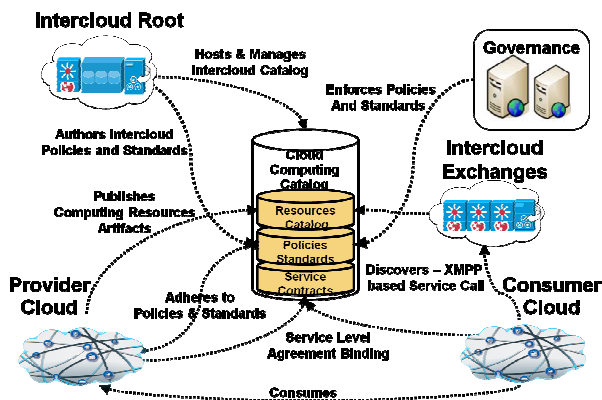 Intercloud Root
Hosts & Manages
Intercloud Catalog
Governance
Enforces Policies
And Standards
Authors Intercloud
Policies and Standards
Cloud
Computing
Catalog
Intercloud
Exchanges
Publishes
Computing Resources
Artifacts
Resources
Catalog
Policies
Standards
Service
Contracts
Provider
Cloud
Adheres to
Policies & Standards
Discovers – XMPP
based Service Call
Consumer
Cloud
Service Level
Agreement Binding
Consumes